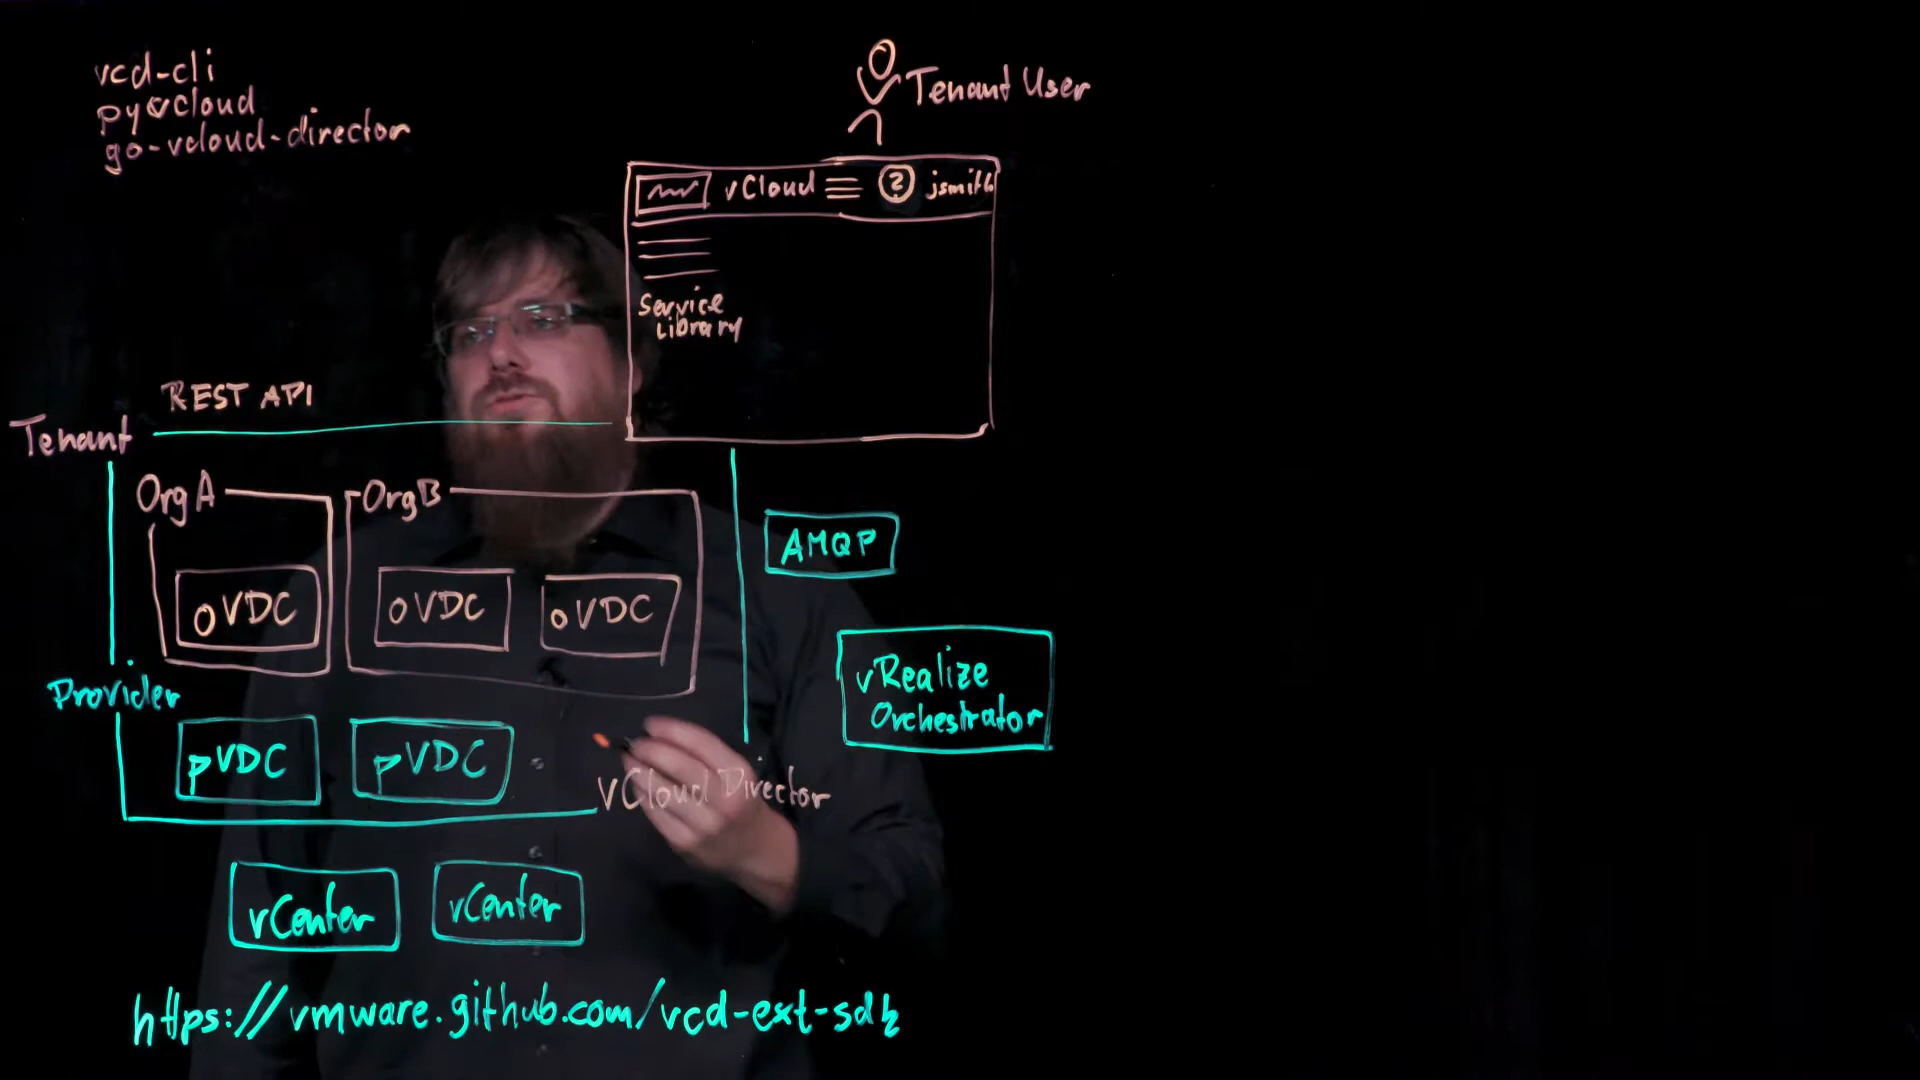 vcd-cli
pyvcloud
go-vcloud-director
Tenant User
vCloud ? jsmith
Service
Library
REST API
Tenant
Org A
Org B
oVDC
oVDC
oVDC
AMQP
vRealize
Orchestrator
Provider
pVDC
pVDC
vCloud Director
vCenter
vCenter
https://vmware.github.com/vcd-ext-sdk